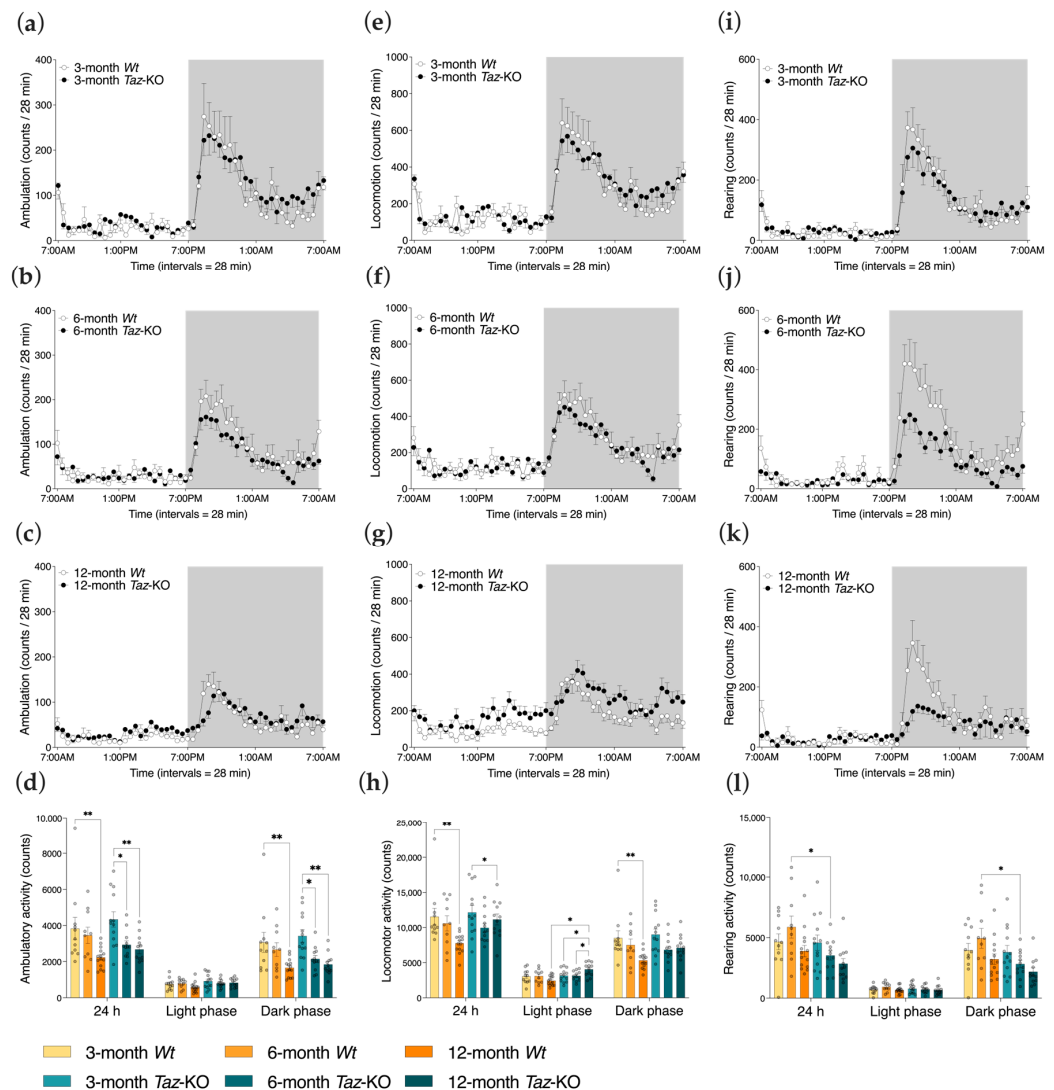 (a)
400
300
200
100
0
Ambulation (counts / 28 min)
3-month Wt
3-month Taz-KO
7:00AM 1:00PM 7:00PM 1:00AM 7:00AM
Time (intervals = 28 min)
(e)
1000
800
600
400
200
0
Locomotion (counts / 28 min)
3-month Wt
3-month Taz-KO
7:00AM 1:00PM 7:00PM 1:00AM 7:00AM
Time (intervals = 28 min)
(i)
600
400
200
0
Rearing (counts / 28 min)
3-month Wt
3-month Taz-KO
7:00AM 1:00PM 7:00PM 1:00AM 7:00AM
Time (intervals = 28 min)
(b)
400
300
200
100
0
Ambulation (counts / 28 min)
6-month Wt
6-month Taz-KO
7:00AM 1:00PM 7:00PM 1:00AM 7:00AM
Time (intervals = 28 min)
(f)
1000
800
600
400
200
0
Locomotion (counts / 28 min)
6-month Wt
6-month Taz-KO
7:00AM 1:00PM 7:00PM 1:00AM 7:00AM
Time (intervals = 28 min)
(j)
600
400
200
0
Rearing (counts / 28 min)
6-month Wt
6-month Taz-KO
7:00AM 1:00PM 7:00PM 1:00AM 7:00AM
Time (intervals = 28 min)
(c)
400
300
200
100
0
Ambulation (counts / 28 min)
12-month Wt
12-month Taz-KO
7:00AM 1:00PM 7:00PM 1:00AM 7:00AM
Time (intervals = 28 min)
(g)
1000
800
600
400
200
0
Locomotion (counts / 28 min)
12-month Wt
12-month Taz-KO
7:00AM 1:00PM 7:00PM 1:00AM 7:00AM
Time (intervals = 28 min)
(k)
600
400
200
0
Rearing (counts / 28 min)
12-month Wt
12-month Taz-KO
7:00AM 1:00PM 7:00PM 1:00AM 7:00AM
Time (intervals = 28 min)
(d)
10,000
8000
6000
4000
2000
0
Ambulatory activity (counts)
** ** * ** ** *
24 h Light phase Dark phase
(h)
25,000
20,000
15,000
10,000
5000
0
Locomotor activity (counts)
** * * * * **
24 h Light phase Dark phase
(l)
15,000
10,000
5000
0
Rearing activity (counts)
* *
24 h Light phase Dark phase
3-month Wt 6-month Wt 12-month Wt
3-month Taz-KO 6-month Taz-KO 12-month Taz-KO